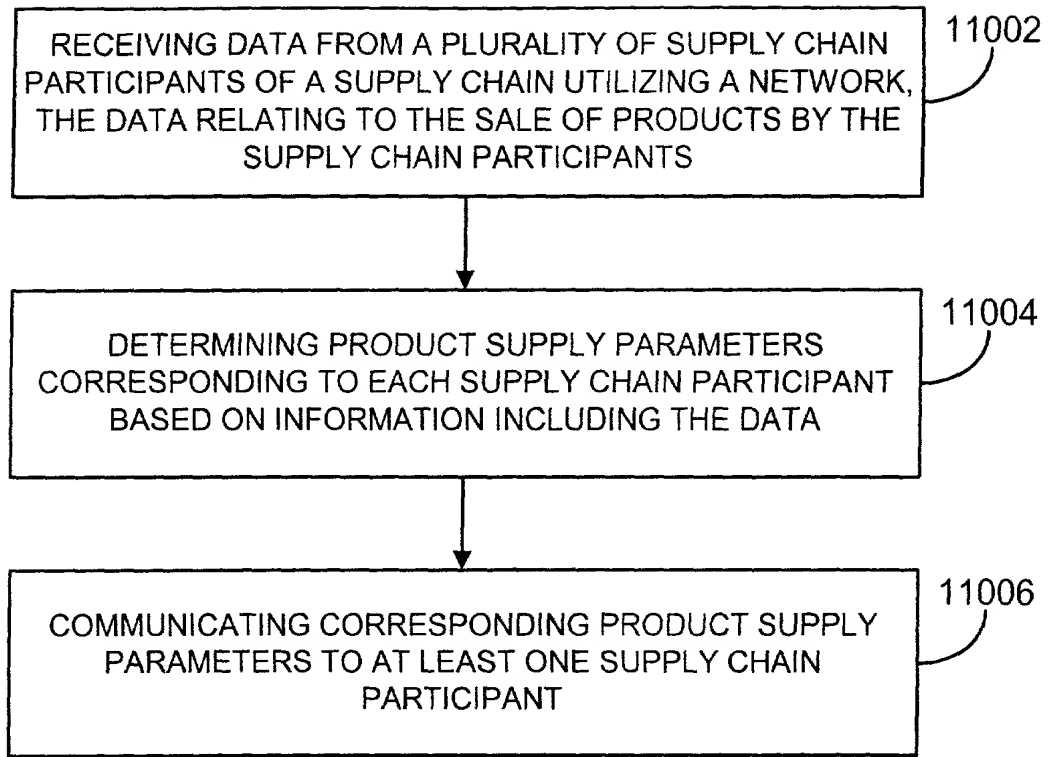 RECEIVING DATA FROM A PLURALITY OF SUPPLY CHAIN
PARTICIPANTS OF A SUPPLY CHAIN UTILIZING A NETWORK,
THE DATA RELATING TO THE SALE OF PRODUCTS BY THE
SUPPLY CHAIN PARTICIPANTS
11002
DETERMINING PRODUCT SUPPLY PARAMETERS
CORRESPONDING TO EACH SUPPLY CHAIN PARTICIPANT
BASED ON INFORMATION INCLUDING THE DATA
11004
COMMUNICATING CORRESPONDING PRODUCT SUPPLY
PARAMETERS TO AT LEAST ONE SUPPLY CHAIN
PARTICIPANT
11006